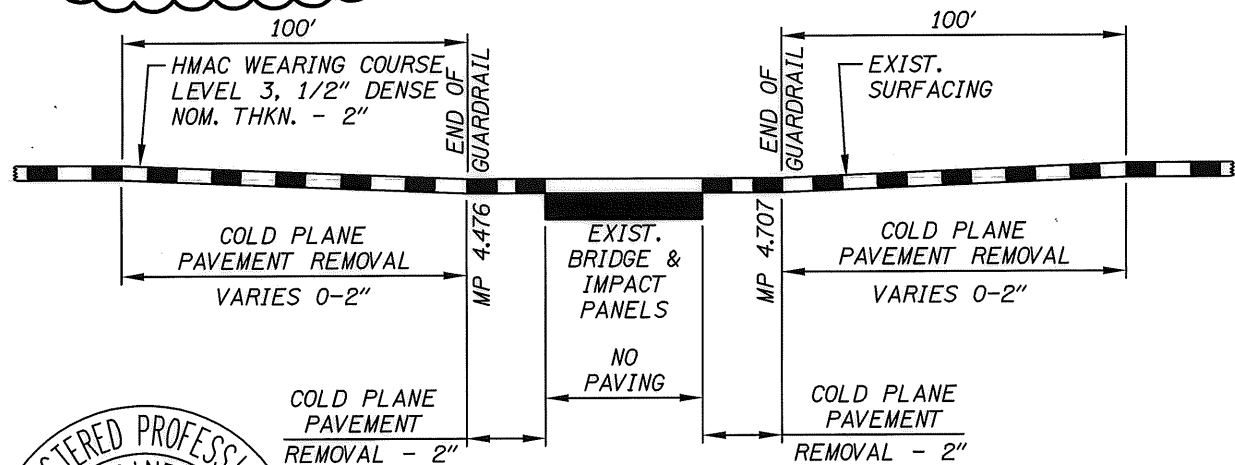 100'
HMAC WEARING COURSE
LEVEL 3, 1/2" DENSE
NOM. THKN. - 2"
END OF
GUARDRAIL
END OF
GUARDRAIL
100'
EXIST.
SURFACING
COLD PLANE
PAVEMENT REMOVAL
VARIES 0-2"
MP 4.476
EXIST.
BRIDGE &
IMPACT
PANELS
NO
PAVING
MP 4.707
COLD PLANE
PAVEMENT REMOVAL
VARIES 0-2"
COLD PLANE
PAVEMENT
REMOVAL - 2"
COLD PLANE
PAVEMENT
REMOVAL - 2"
STERED PROFESS